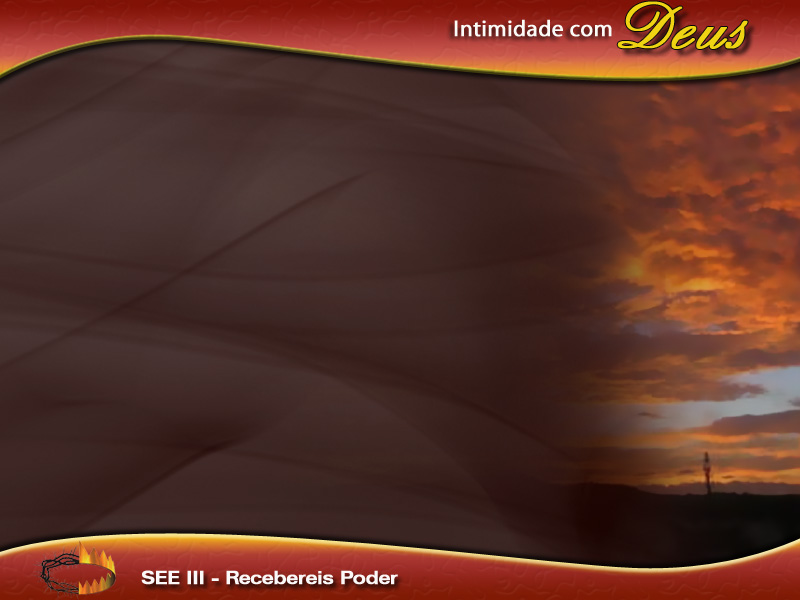 Intimidade com Deus
SEE III - Recebereis Poder